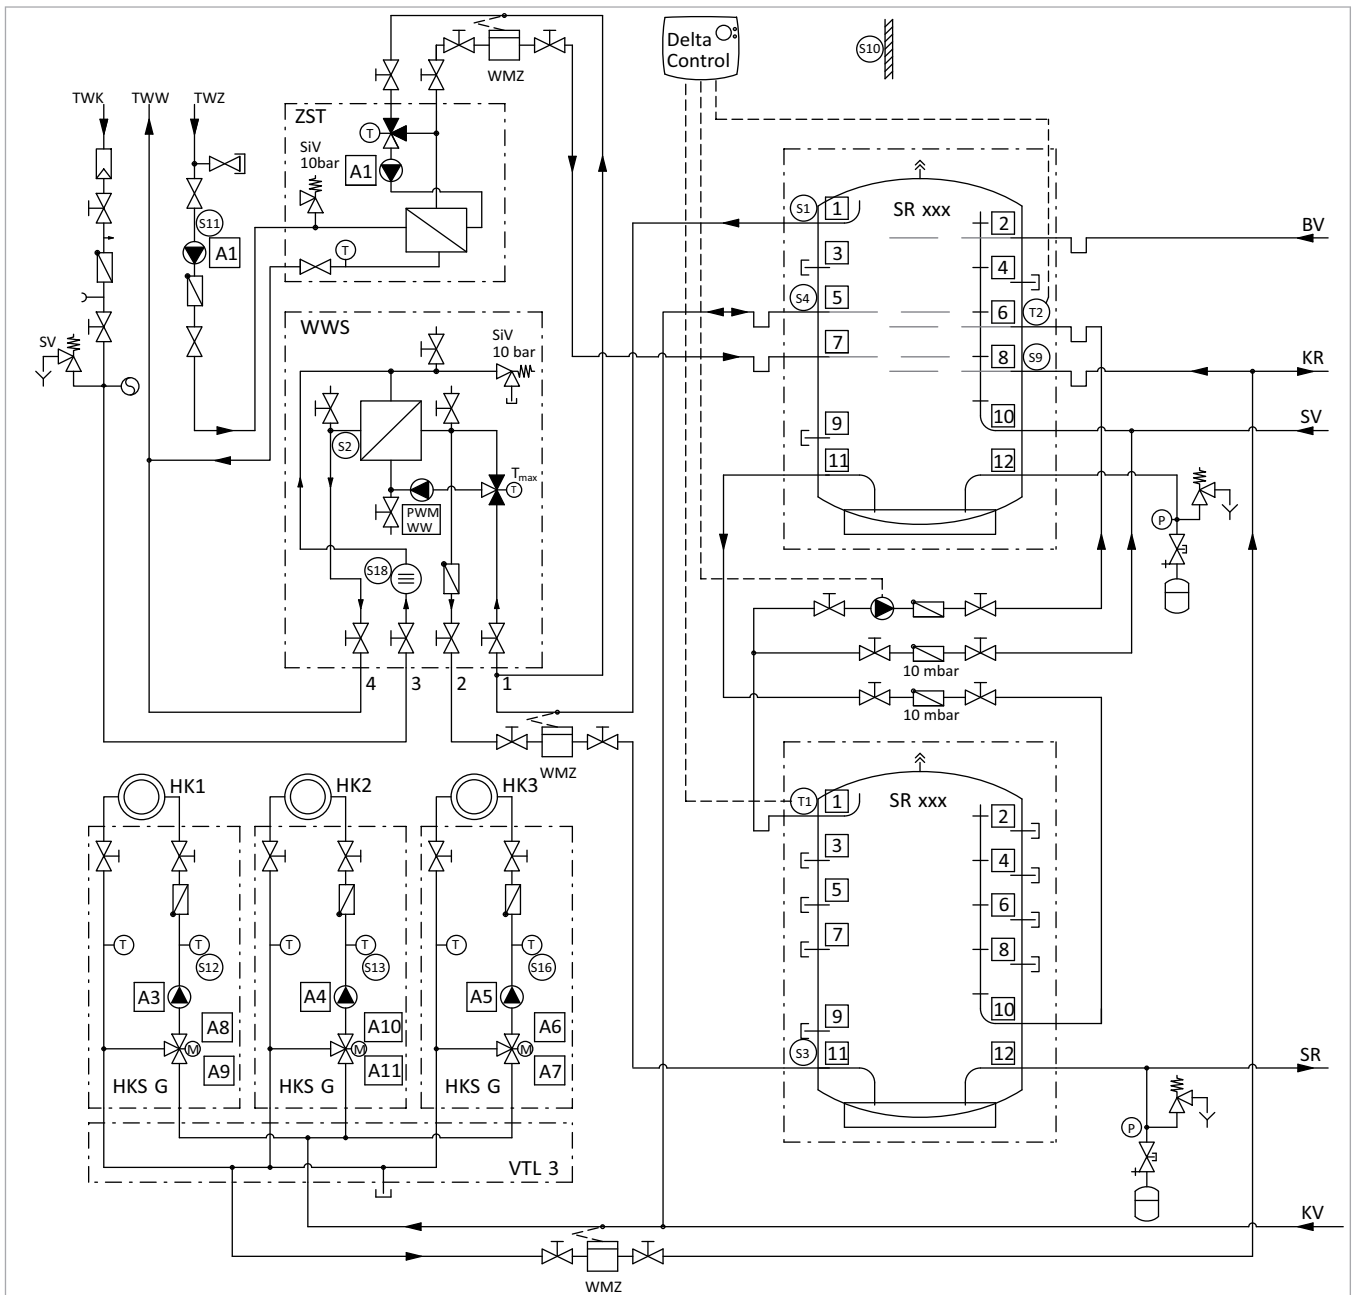 Delta
Control
S10
WMZ
TWK
TWW
TWZ
ZST
T
SiV
10bar
A1
S11
A1
T
S1
1
SR xxx
2
BV
3
4
S4
5
6
T2
7
8
S9
KR
9
10
SV
11
12
P
WWS
SiV
10 bar
SV
S2
Tmax
T
PWM
WW
S18
4
3
2
1
10 mbar
10 mbar
WMZ
HK1
HK2
HK3
T1
1
SR xxx
2
3
4
5
6
7
8
9
10
S3
11
12
SR
P
T
T
S12
T
T
S13
T
T
S16
A3
A4
A5
A8
M
A9
A10
M
A11
A6
M
A7
HKS G
HKS G
HKS G
VTL 3
KV
WMZ